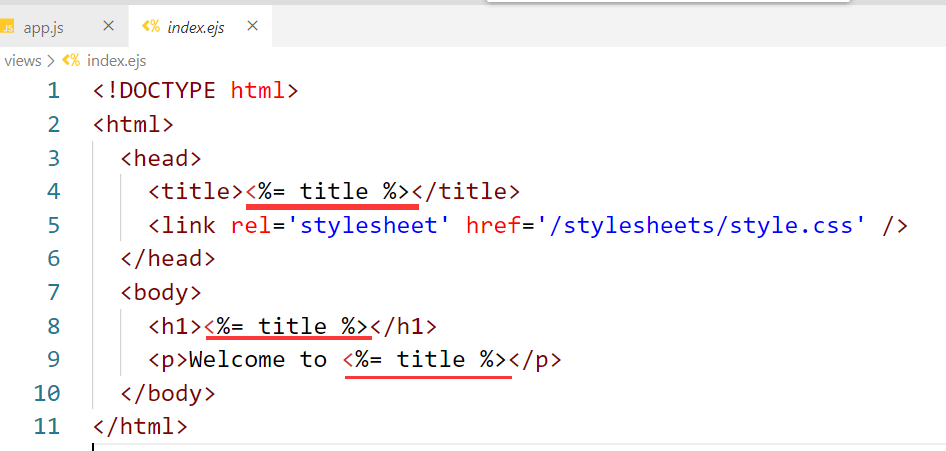 JS app.js × <% index.ejs ×
views > <% index.ejs
1 <!DOCTYPE html>
2 <html>
3   <head>
4     <title><%= title %></title>
5     <link rel='stylesheet' href='/stylesheets/style.css' />
6   </head>
7   <body>
8     <h1><%= title %></h1>
9     <p>Welcome to <%= title %></p>
10   </body>
11 </html>